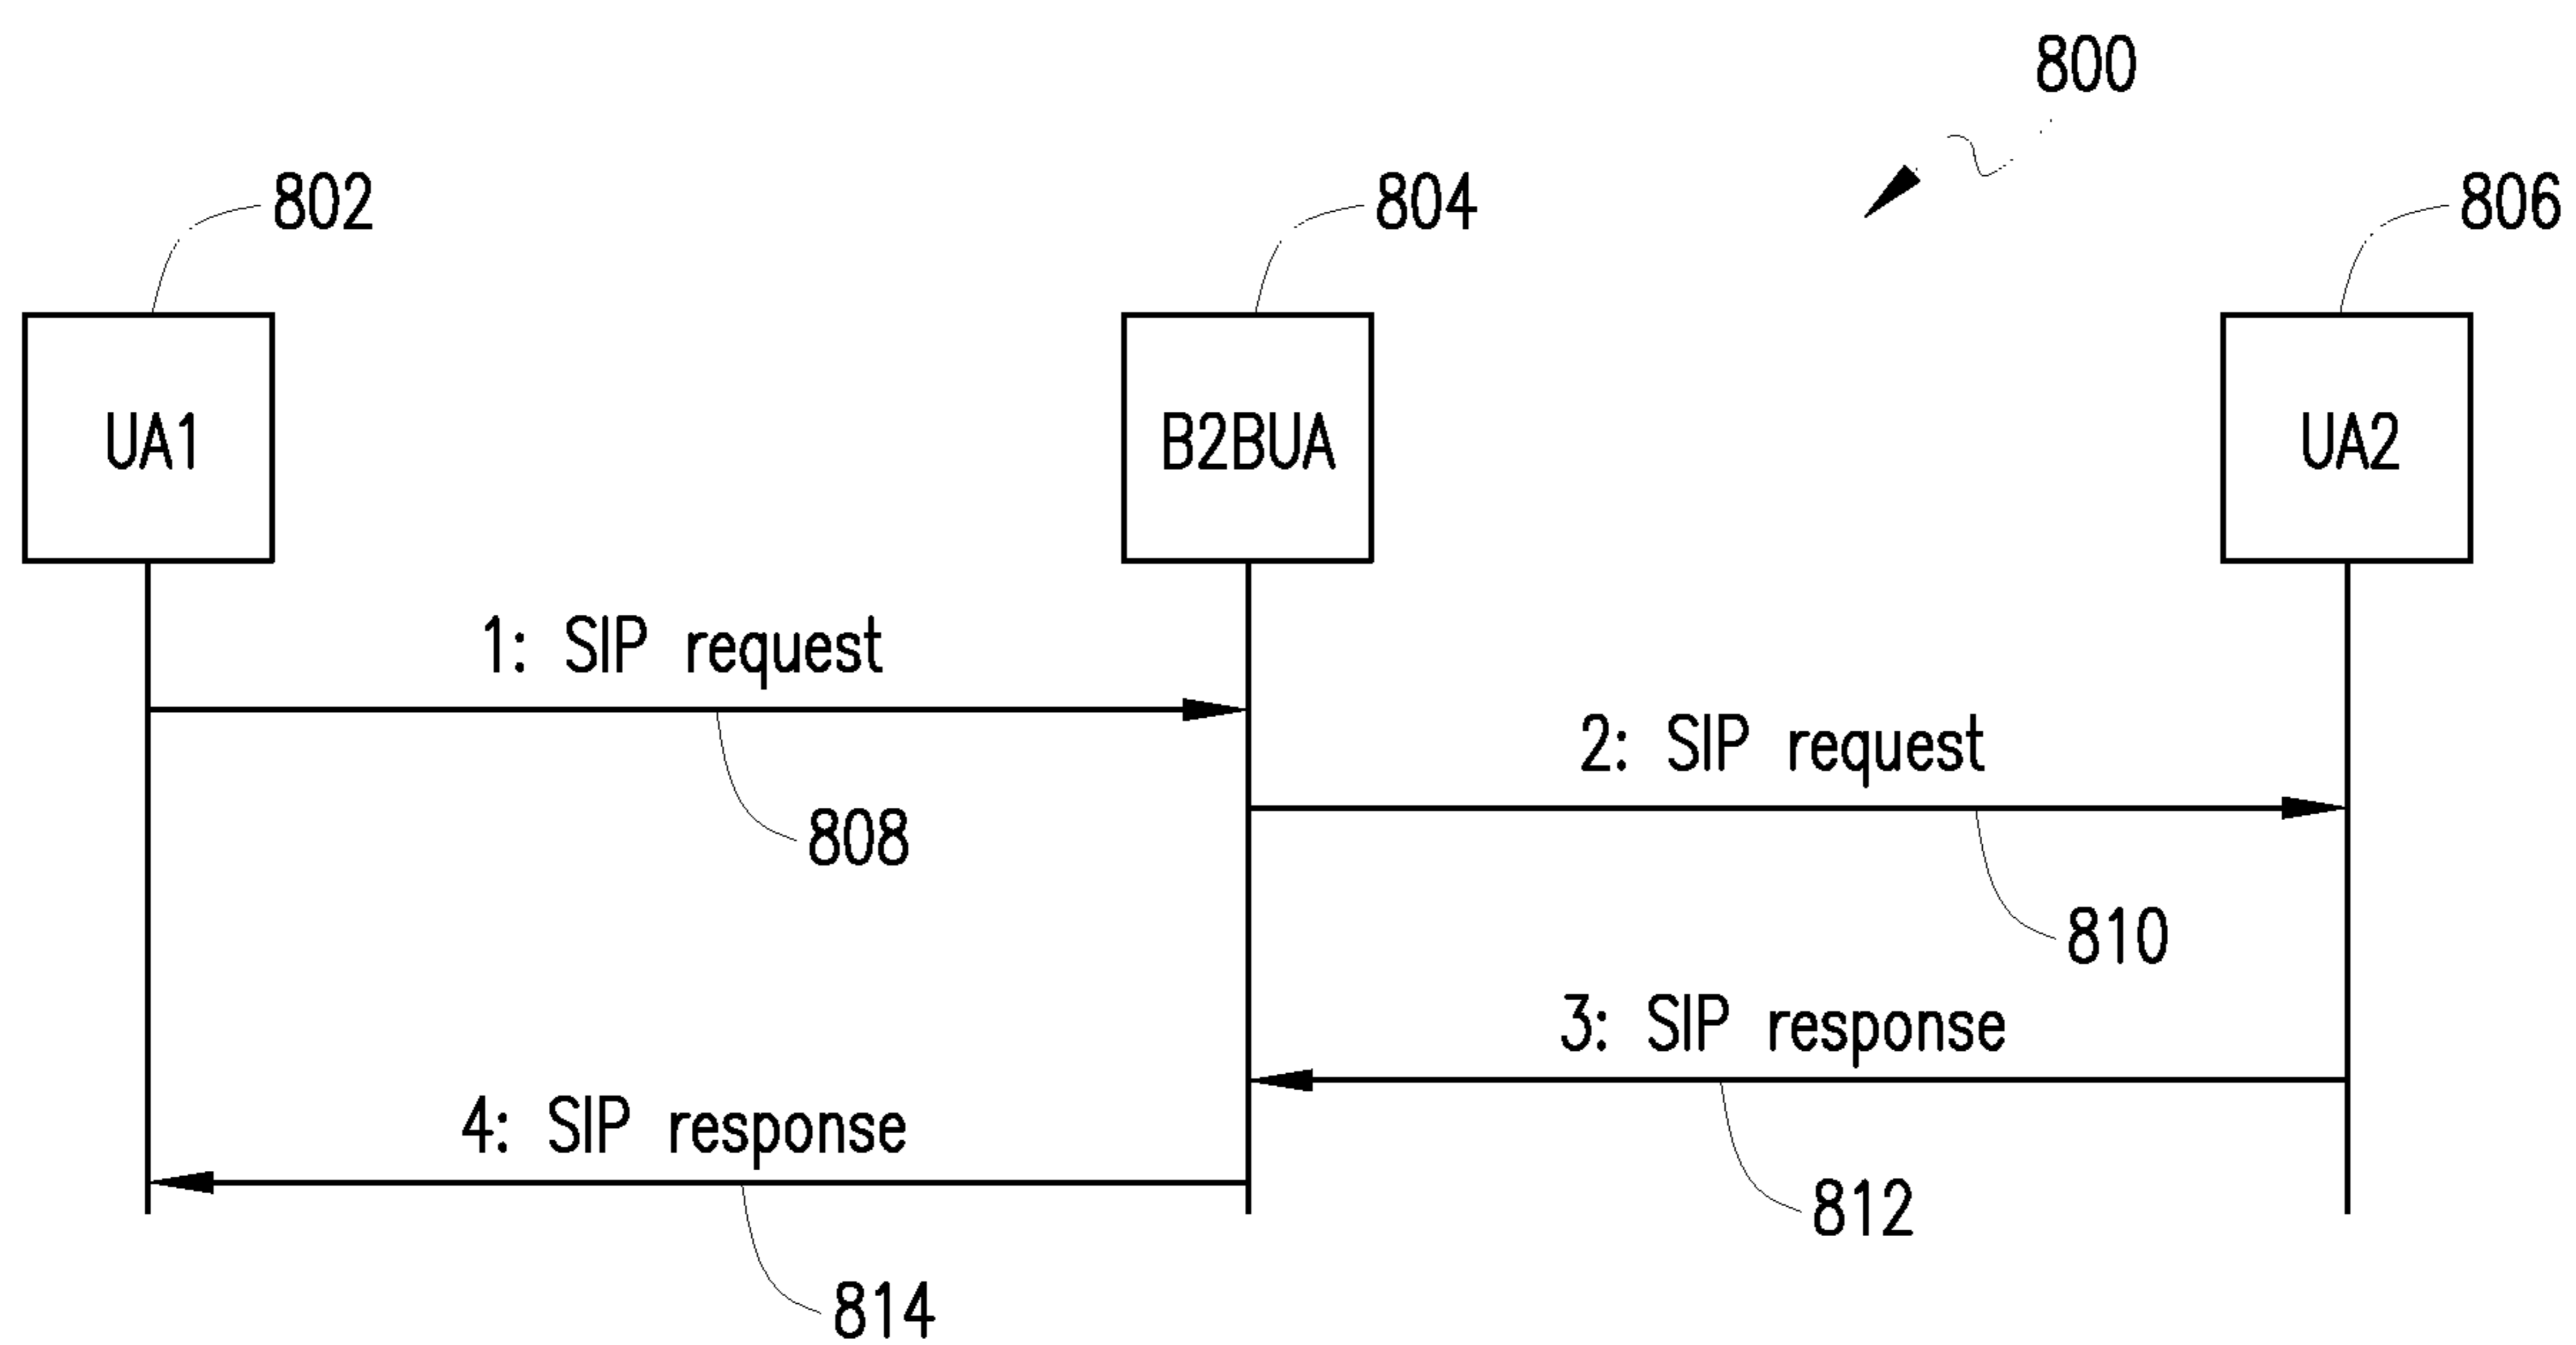 800
802
804
806
UA1
B2BUA
UA2
1: SIP request
808
2: SIP request
810
3: SIP response
812
4: SIP response
814